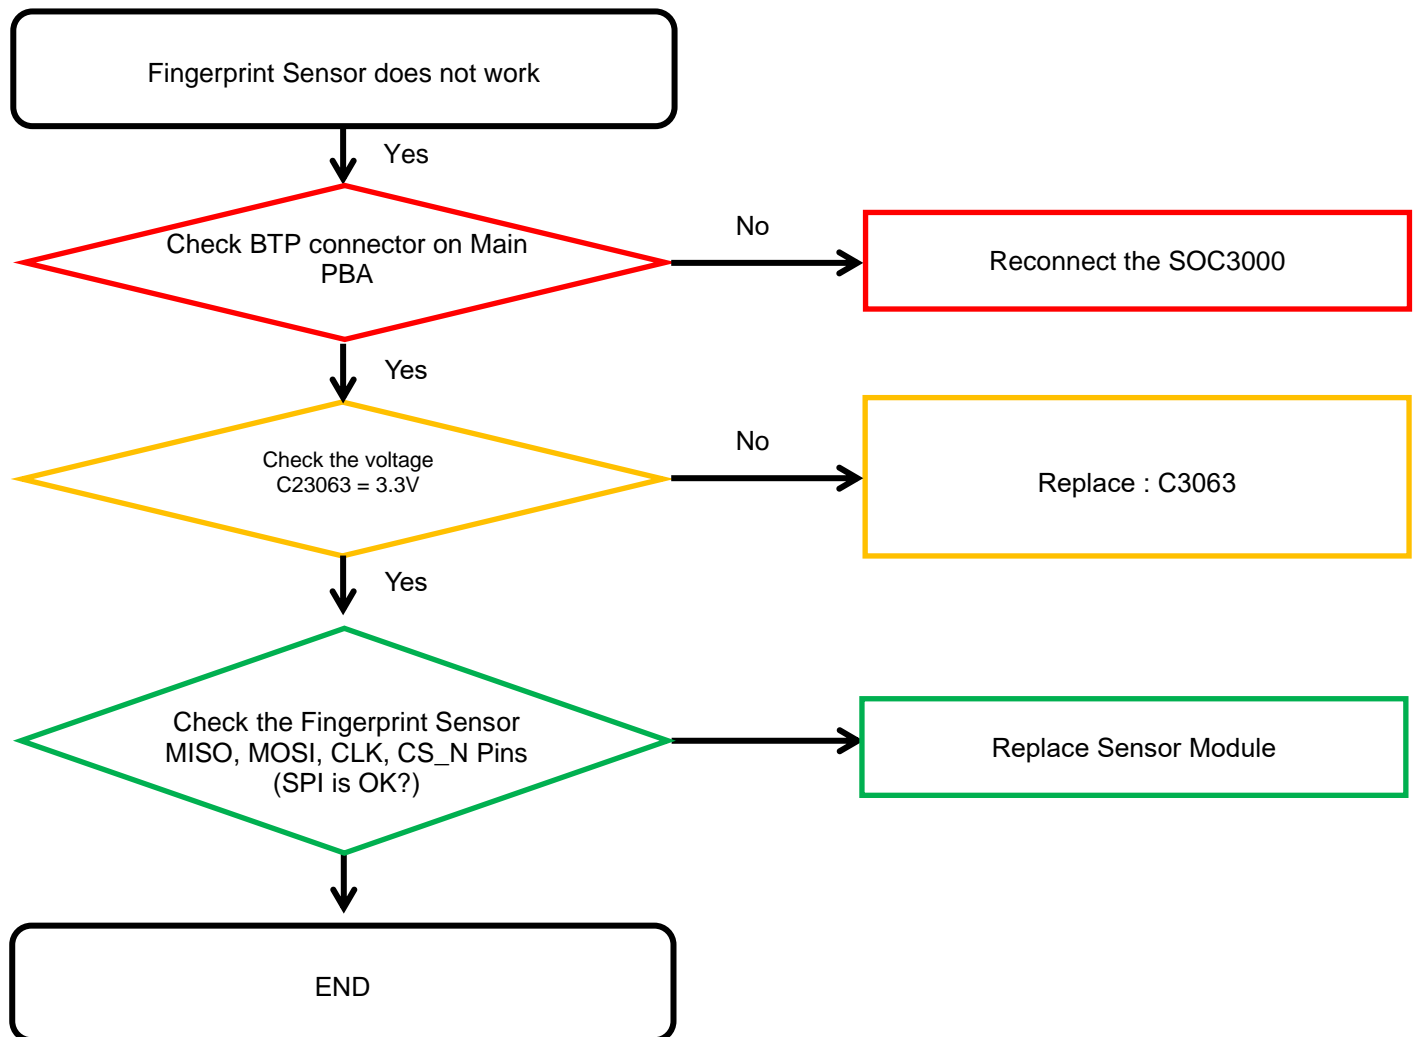 Fingerprint Sensor does not work
Yes
Check BTP connector on Main
PBA
No
Reconnect the SOC3000
Yes
Check the voltage
C23063 = 3.3V
No
Replace : C3063
Yes
Check the Fingerprint Sensor
MISO, MOSI, CLK, CS_N Pins
(SPI is OK?)
Replace Sensor Module
END